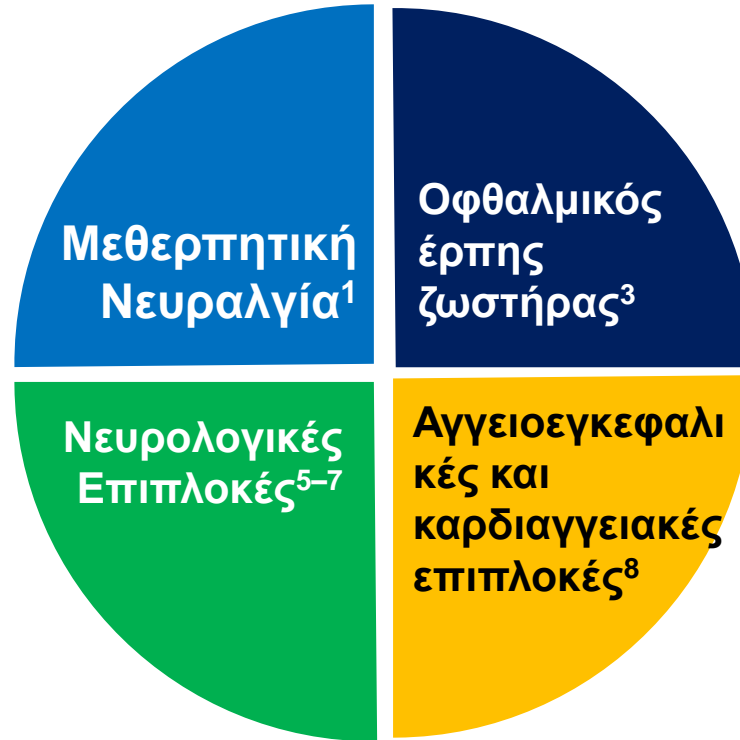 Μεθερπητική
Νευραλγία¹
Οφθαλμικός
έρπης
ζωστήρας³
Νευρολογικές
Επιπλοκές⁵⁻⁷
Αγγειοεγκεφαλι
κές και
καρδιαγγειακές
επιπλοκές⁸